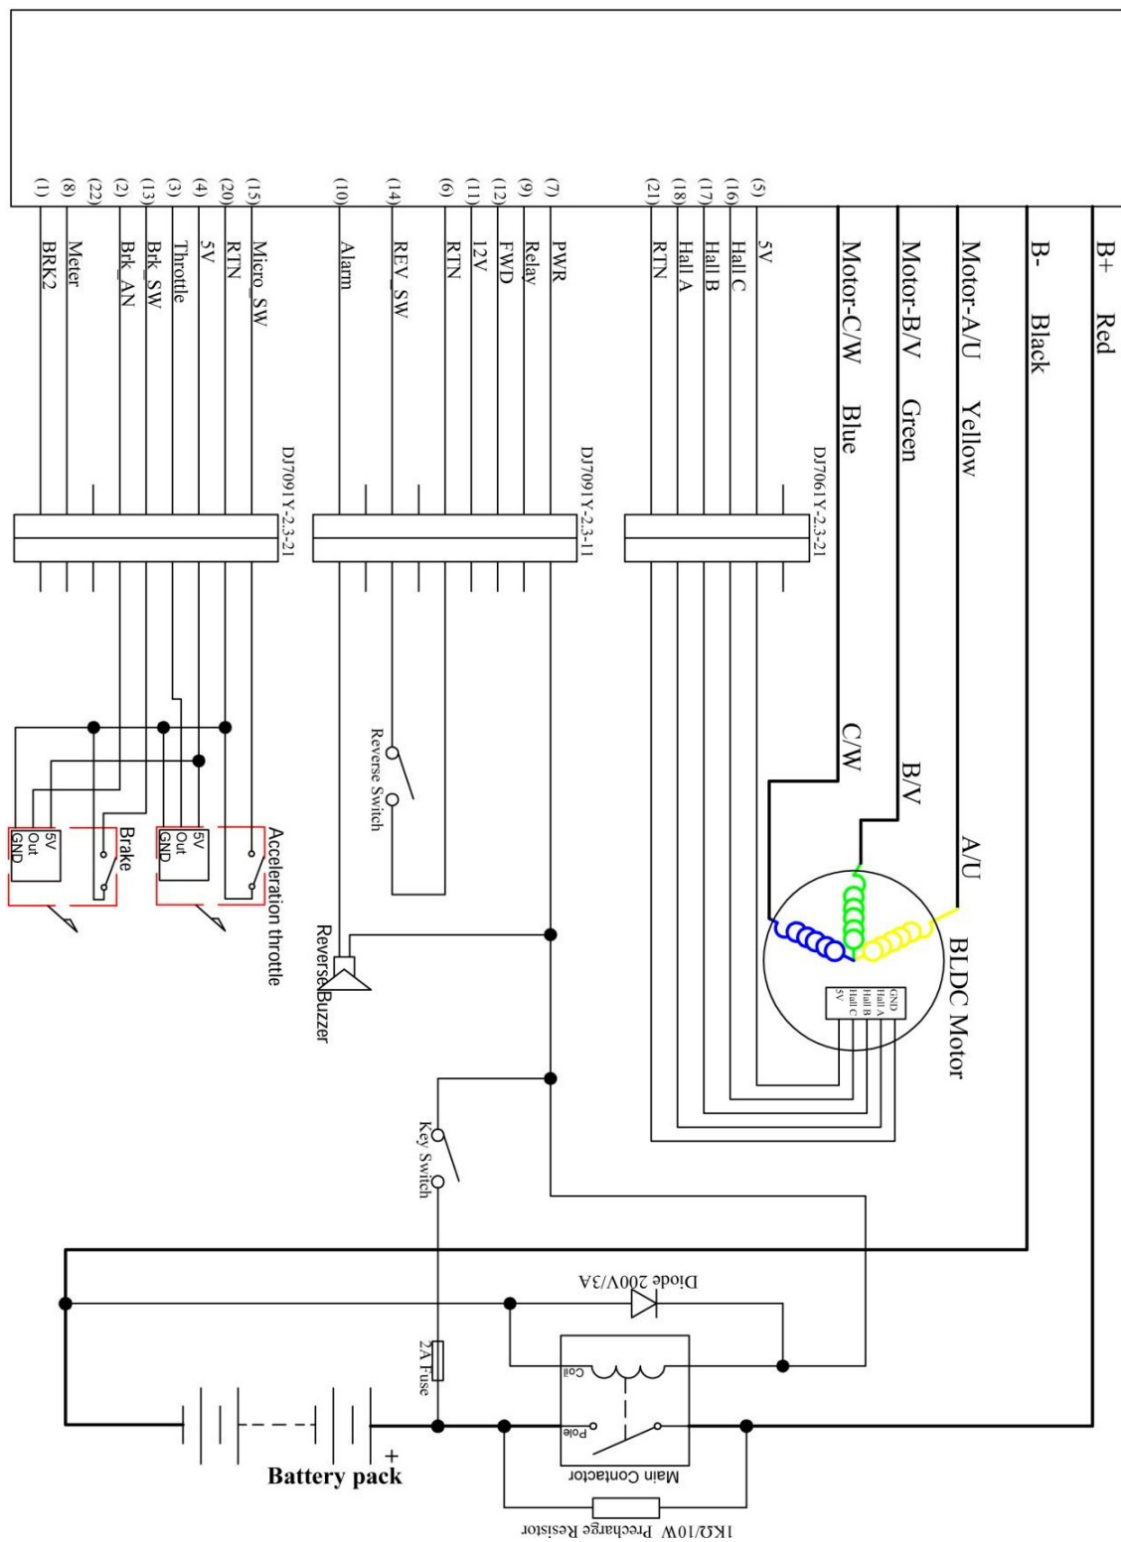 (1)
(8)
(22)
(2)
(13)
(3)
(4)
(20)
(15)
(10)
(14)
(6)
(11)
(12)
(9)
(7)
(21)
(18)
(17)
(16)
(5)
BRK2
Meter
Brk_AN
Brk_SW
Throttle
5V
RTN
Micro_SW
Alarm
REV_SW
RTN
12V
FWD
Relay
PWR
RTN
Hall A
Hall B
Hall C
5V
Motor-C/W Blue
Motor-B/V Green
Motor-A/U Yellow
B- Black
B+ Red
DJ7091Y-2.3-21
DJ7091Y-2.3-11
DJ7061Y-2.3-21
C/W
B/V
A/U
Reverse Switch
GND
Out
5V
Brake
GND
Out
5V
Acceleration throttle
Reverse Buzzer
BLDC Motor
5V
Hall C
Hall B
Hall A
GND
Key Switch
Diode 200V/3A
2A Fuse
Coil
Pole
Main Contactor
+
Battery pack
1KΩ/10W Precharge Resistor